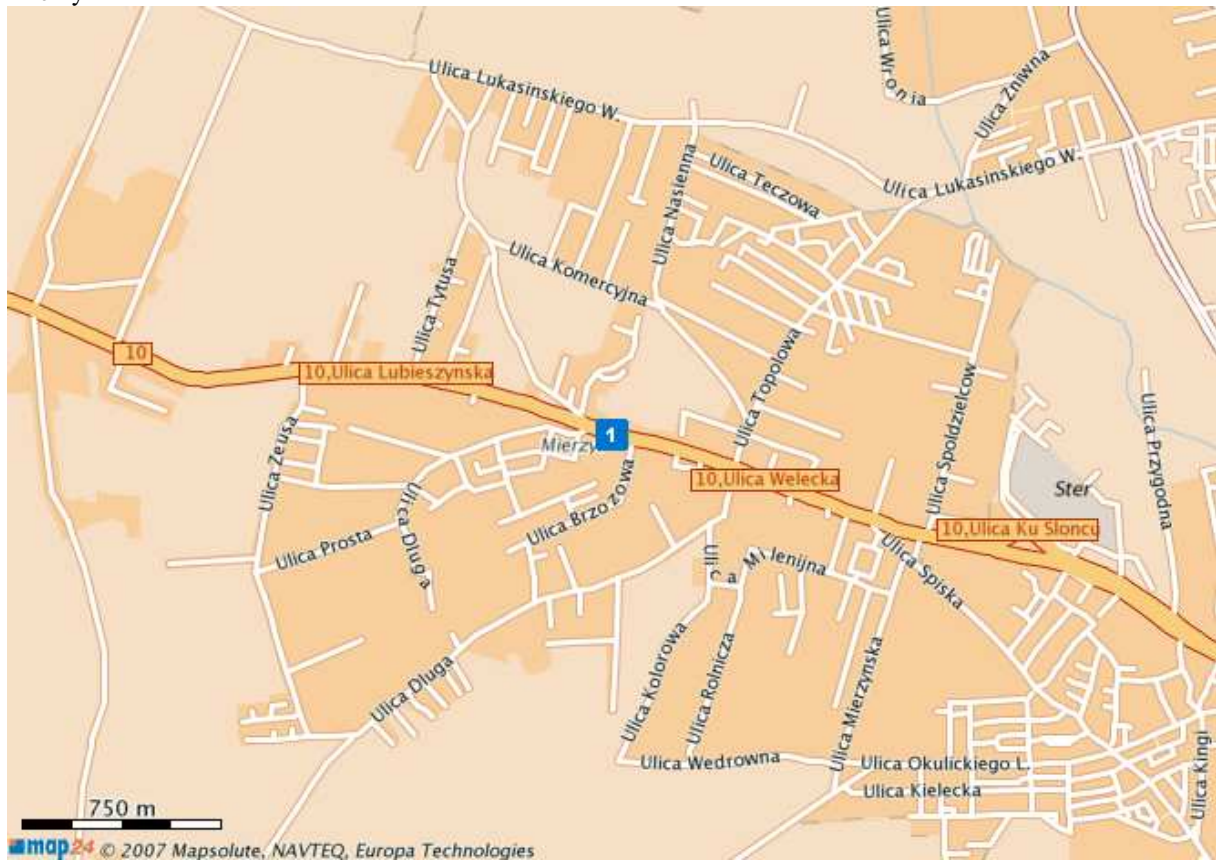 Ulica Lukasinskiego W.
Ulica Wronia
Ulica Zniwna
Ulica Lukasinskiego W.
Ulica Teczowa
Ulica Nasienna
Ulica Komercyjna
Ulica Tytusa
Ulica Topolowa
Ulica Spoldzielcow
Ulica Przygodna
10
10,Ulica Lubieszynska
1
10,Ulica Welecka
Ster
10,Ulica Ku Sloncu
Ulica Zeusa
Ulica Dluga
Ulica Brzozowa
Ulica Prosta
Ulica Milenijna
Ulica Spiska
Ulica Kolorowa
Ulica Rolnicza
Ulica Mierzynska
Ulica Dluga
Ulica Wedrowna
Ulica Okulickiego L.
Ulica Kielecka
Ulica Kingi
750 m
map24 © 2007 Mapsolute, NAVTEQ, Europa Technologies